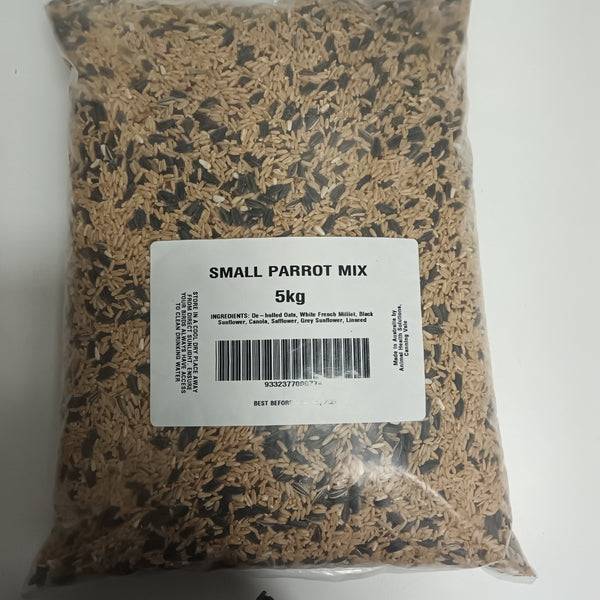 SMALL PARROT MIX
5kg
INGREDIENTS: De-hulled Oats, White French Millet, Black
Sunflower, Canola, Safflower, Grey Sunflower, Linseed
BEST BEFORE
STORE IN A COOL DRY PLACE AWAY
FROM DIRECT SUNLIGHT. ENSURE
YOUR BIRDS ALWAYS HAVE ACCESS
TO CLEAN DRINKING WATER
Made in Australia by
Animal Health Solutions,
Canning Vale